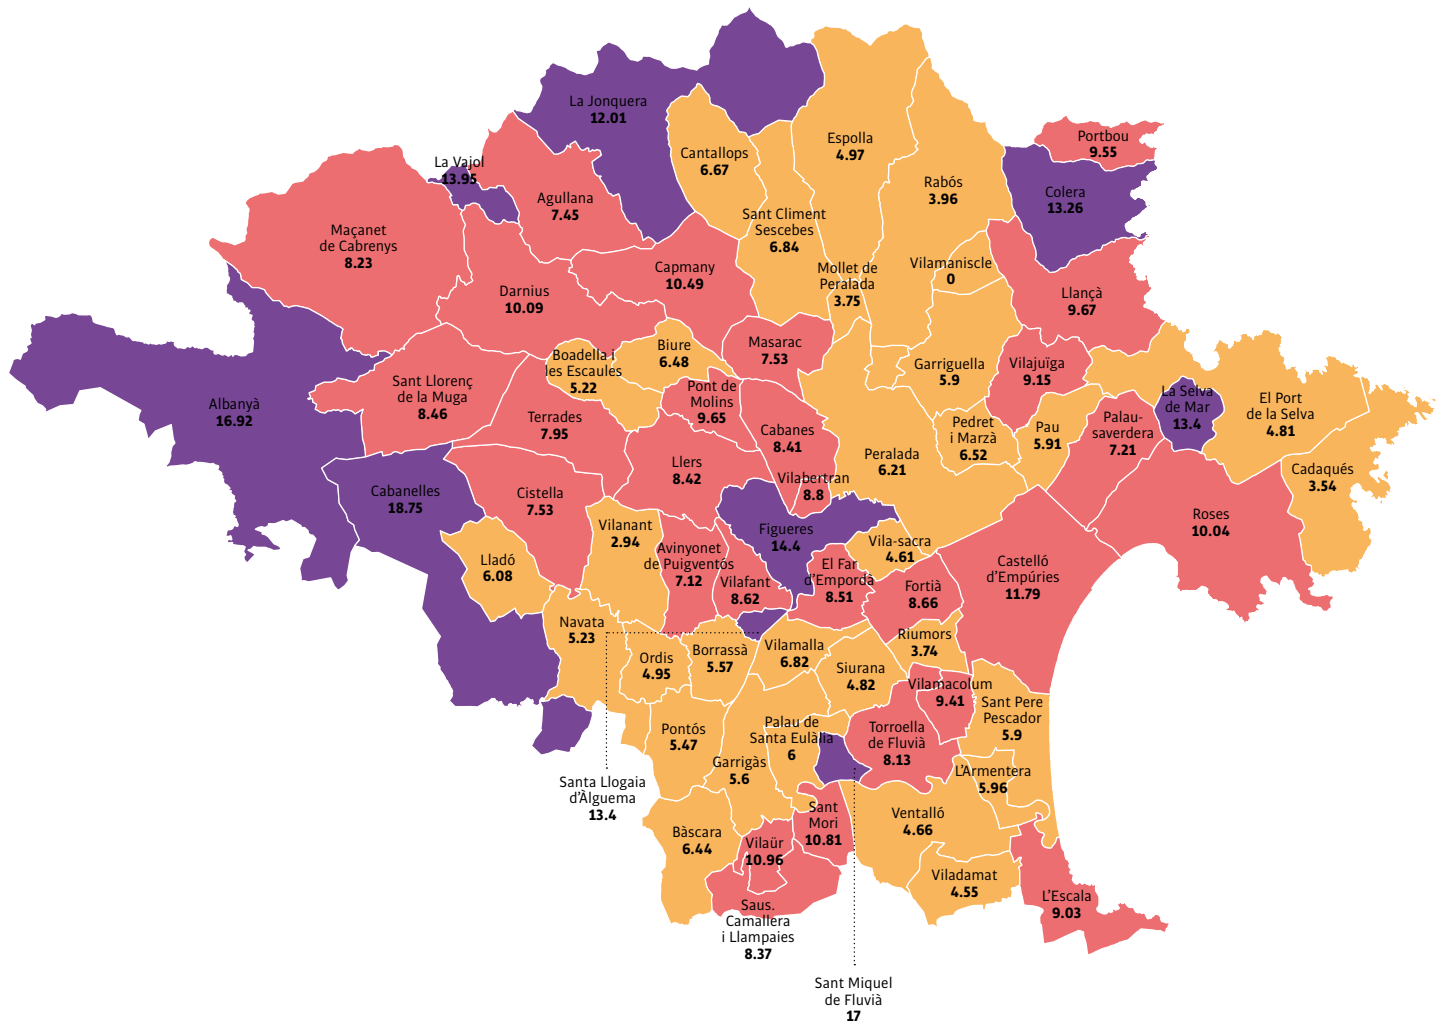 La Jonquera
12.01
Portbou
9.55
Espolla
4.97
Cantallops
6.67
La Vajol
13.95
Rabós
3.96
Colera
13.26
Agullana
7.45
Sant Climent
Sescebes
6.84
Maçanet
de Cabrenys
8.23
Capmany
10.49
Mollet de
Peralada
3.75
Vilamaniscle
0
Darnius
10.09
Llançà
9.67
Masarac
7.53
Biure
6.48
Boadella i
les Escaules
5.22
Garriguella
5.9
Vilajuïga
9.15
Sant Llorenç
de la Muga
8.46
Pont de
Molins
9.65
La Selva
de Mar
13.4
El Port
de la Selva
4.81
Albanyà
16.92
Terrades
7.95
Cabanes
8.41
Pedret
i Marzà
6.52
Pau
5.91
Palau-
saverdera
7.21
Peralada
6.21
Llers
8.42
Cadaqués
3.54
Cabanelles
18.75
Cistella
7.53
Vilabertran
8.8
Roses
10.04
Vilanant
2.94
Figueres
14.4
Vila-sacra
4.61
Lladó
6.08
Avinyonet
de Puigventós
7.12
El Far
d'Empordà
8.51
Castelló
d'Empúries
11.79
Vilafant
8.62
Fortià
8.66
Navata
5.23
Riumors
3.74
Ordis
4.95
Borrassà
5.57
Vilamalla
6.82
Siurana
4.82
Vilamacolum
9.41
Sant Pere
Pescador
5.9
Pontós
5.47
Palau de
Santa Eulàlia
6
Torroella
de Fluvià
8.13
Garrigàs
5.6
L'Armentera
5.96
Santa Llogaia
d'Àlguema
13.4
Sant
Mori
10.81
Ventalló
4.66
Bàscara
6.44
Vilaür
10.96
Viladamat
4.55
L'Escala
9.03
Saus.
Camallera
i Llampaies
8.37
Sant Miquel
de Fluvià
17